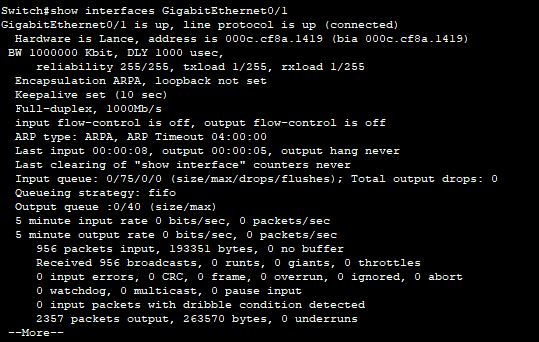 Switch#show interfaces GigabitEthernet0/1
GigabitEthernet0/1 is up, line protocol is up (connected)
Hardware is Lance, address is 000c.cf8a.1419 (bia 000c.cf8a.1419)
BW 1000000 Kbit, DLY 1000 usec,
reliability 255/255, txload 1/255, rxload 1/255
Encapsulation ARPA, loopback not set
Keepalive set (10 sec)
Full-duplex, 1000Mb/s
input flow-control is off, output flow-control is off
ARP type: ARPA, ARP Timeout 04:00:00
Last input 00:00:08, output 00:00:05, output hang never
Last clearing of "show interface" counters never
Input queue: 0/75/0/0 (size/max/drops/flushes); Total output drops: 0
Queueing strategy: fifo
Output queue :0/40 (size/max)
5 minute input rate 0 bits/sec, 0 packets/sec
5 minute output rate 0 bits/sec, 0 packets/sec
956 packets input, 193351 bytes, 0 no buffer
Received 956 broadcasts, 0 runts, 0 giants, 0 throttles
0 input errors, 0 CRC, 0 frame, 0 overrun, 0 ignored, 0 abort
0 watchdog, 0 multicast, 0 pause input
0 input packets with dribble condition detected
2357 packets output, 263570 bytes, 0 underruns
--More--